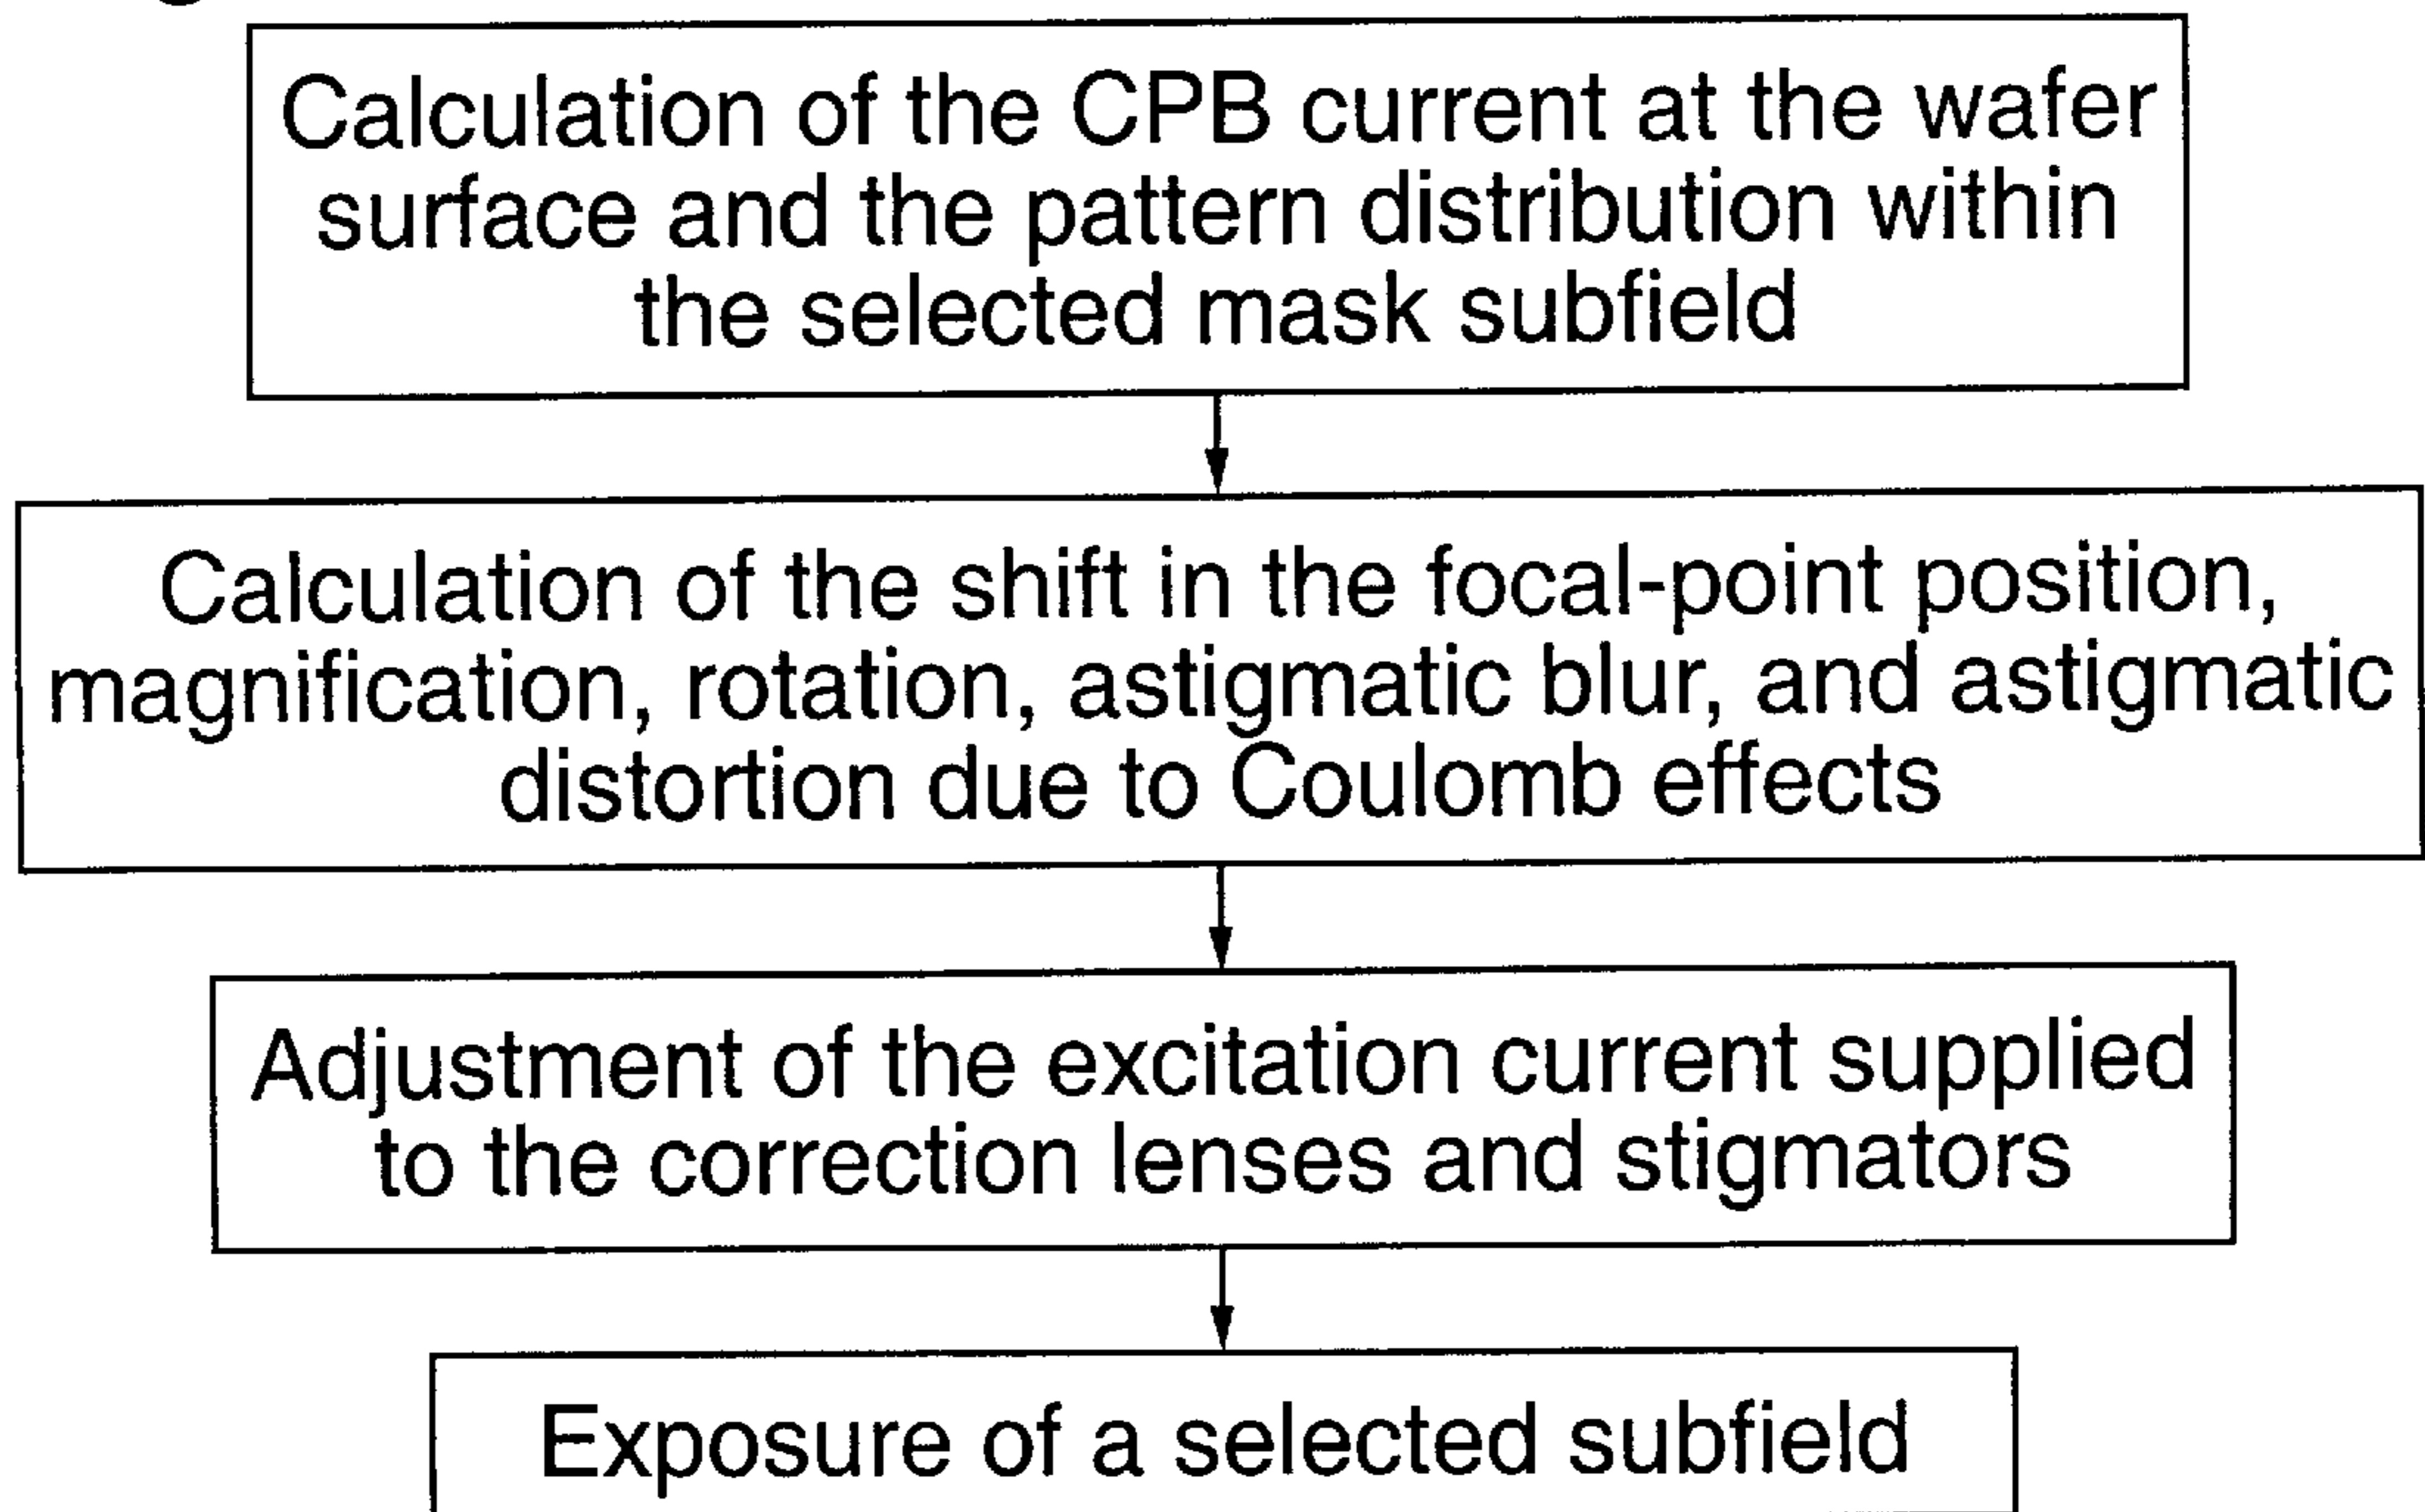 Calculation of the CPB current at the wafer
surface and the pattern distribution within
the selected mask subfield
Calculation of the shift in the focal-point position,
magnification, rotation, astigmatic blur, and astigmatic
distortion due to Coulomb effects
Adjustment of the excitation current supplied
to the correction lenses and stigmators
Exposure of a selected subfield